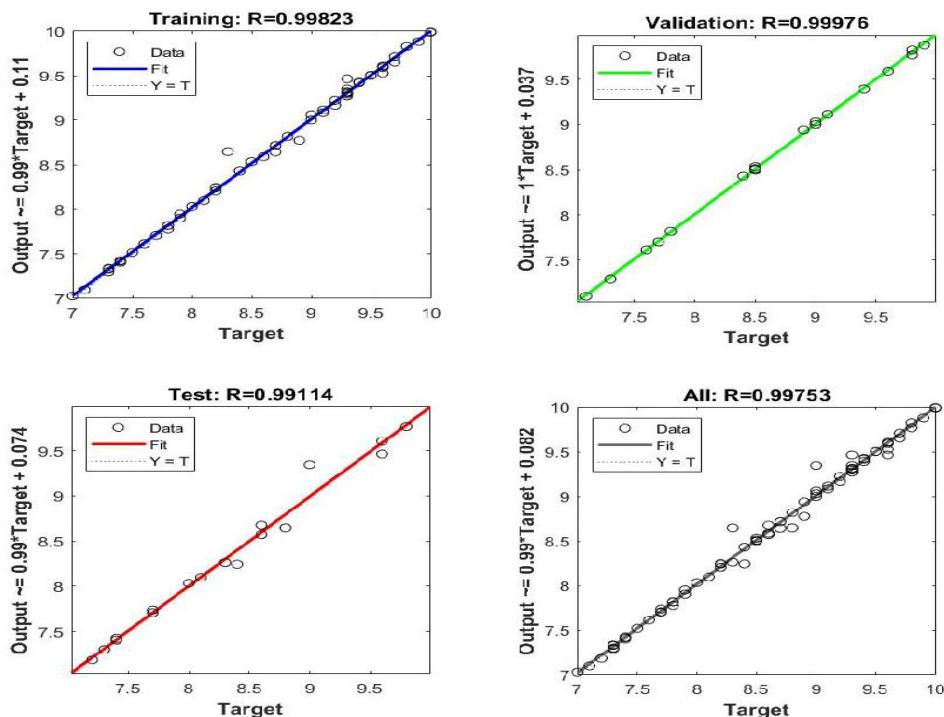 Training: R=0.99823
Output ~= 0.99*Target + 0.11
10
9.5
9
8.5
8
7.5
7
Data
Fit
Y = T
7 7.5 8 8.5 9 9.5 10
Target
Validation: R=0.99976
Output ~= 1*Target + 0.037
9.5
9
8.5
8
7.5
Data
Fit
Y = T
7.5 8 8.5 9 9.5
Target
Test: R=0.99114
Output ~= 0.99*Target + 0.074
9.5
9
8.5
8
7.5
Data
Fit
Y = T
7.5 8 8.5 9 9.5
Target
All: R=0.99753
Output ~= 0.99*Target + 0.082
10
9.5
9
8.5
8
7.5
7
Data
Fit
Y = T
7 7.5 8 8.5 9 9.5 10
Target